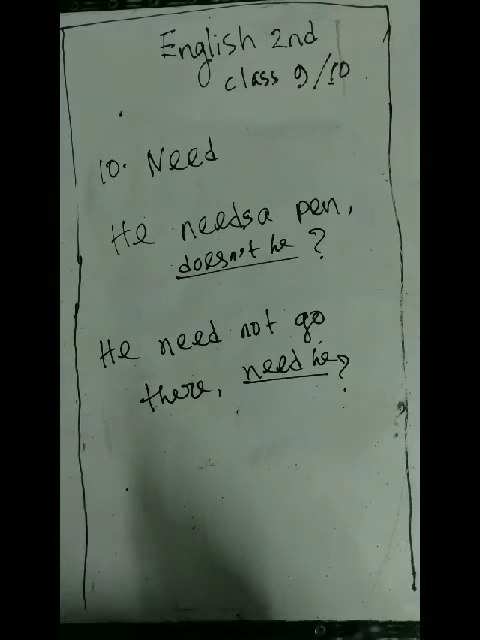 English 2nd
class 9/10
10. Need
He needs a pen,
doesn't he ?
He need not go
there, need he?